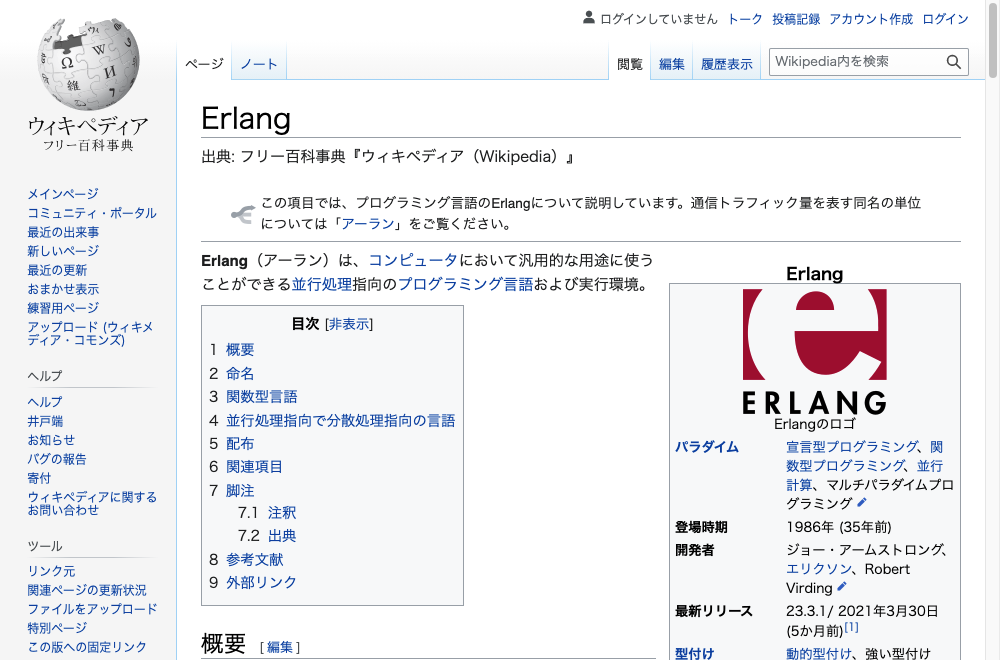 ログインしていません トーク 投稿記録 アカウント作成 ログイン
ページ ノート 閲覧 編集 履歴表示 Wikipedia内を検索
Ω W И 維
ウィキペディア
フリー百科事典
メインページ
コミュニティ・ポータル
最近の出来事
新しいページ
最近の更新
おまかせ表示
練習用ページ
アップロード (ウィキメ
ディア・コモンズ)
ヘルプ
ヘルプ
井戸端
お知らせ
バグの報告
寄付
ウィキペディアに関する
お問い合わせ
ツール
リンク元
関連ページの更新状況
ファイルをアップロード
特別ページ
この版への固定リンク
Erlang
出典: フリー百科事典『ウィキペディア（Wikipedia）』
この項目では、プログラミング言語のErlangについて説明しています。通信トラフィック量を表す同名の単位
については「アーラン」をご覧ください。
Erlang（アーラン）は、コンピュータにおいて汎用的な用途に使う
ことができる並行処理指向のプログラミング言語および実行環境。
目次 [非表示]
1 概要
2 命名
3 関数型言語
4 並行処理指向で分散処理指向の言語
5 配布
6 関連項目
7 脚注
7.1 注釈
7.2 出典
8 参考文献
9 外部リンク
概要 [ 編集 ]
Erlang
e
ERLANG
Erlangのロゴ
パラダイム 宣言型プログラミング、関
数型プログラミング、並行
計算、マルチパラダイムプロ
グラミング
登場時期 1986年 (35年前)
開発者 ジョー・アームストロング、
エリクソン、Robert
Virding
最新リリース 23.3.1/ 2021年3月30日
(5か月前)[1]
型付け 動的型付け、強い型付け